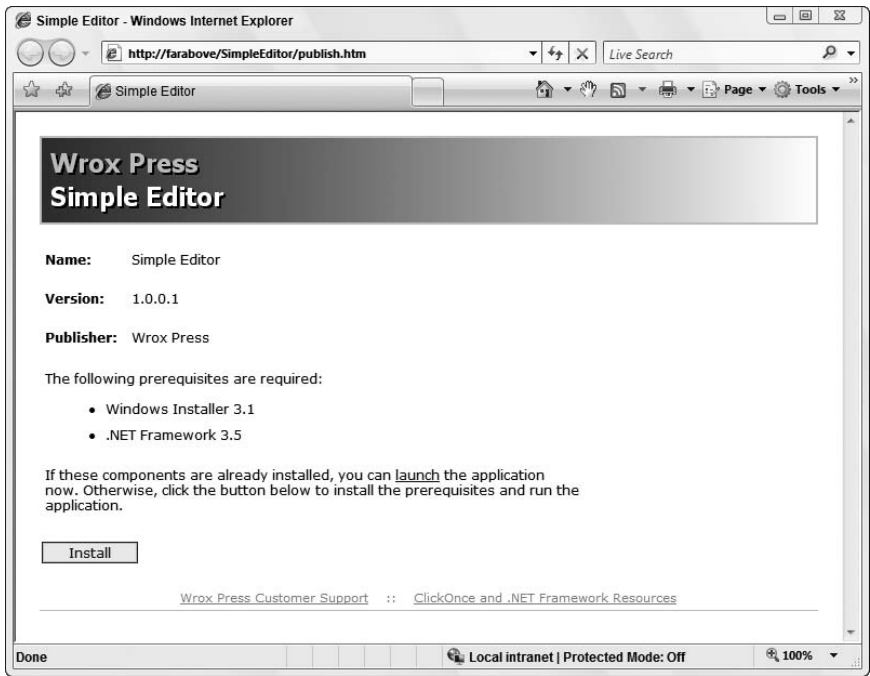 Simple Editor - Windows Internet Explorer
http://farabove/SimpleEditor/publish.htm
Live Search
Simple Editor
Page
Tools
Wrox Press
Simple Editor
Name: Simple Editor
Version: 1.0.0.1
Publisher: Wrox Press
The following prerequisites are required:
• Windows Installer 3.1
• .NET Framework 3.5
If these components are already installed, you can launch the application
now. Otherwise, click the button below to install the prerequisites and run the
application.
Install
Wrox Press Customer Support :: ClickOnce and .NET Framework Resources
Done
Local intranet | Protected Mode: Off
100%